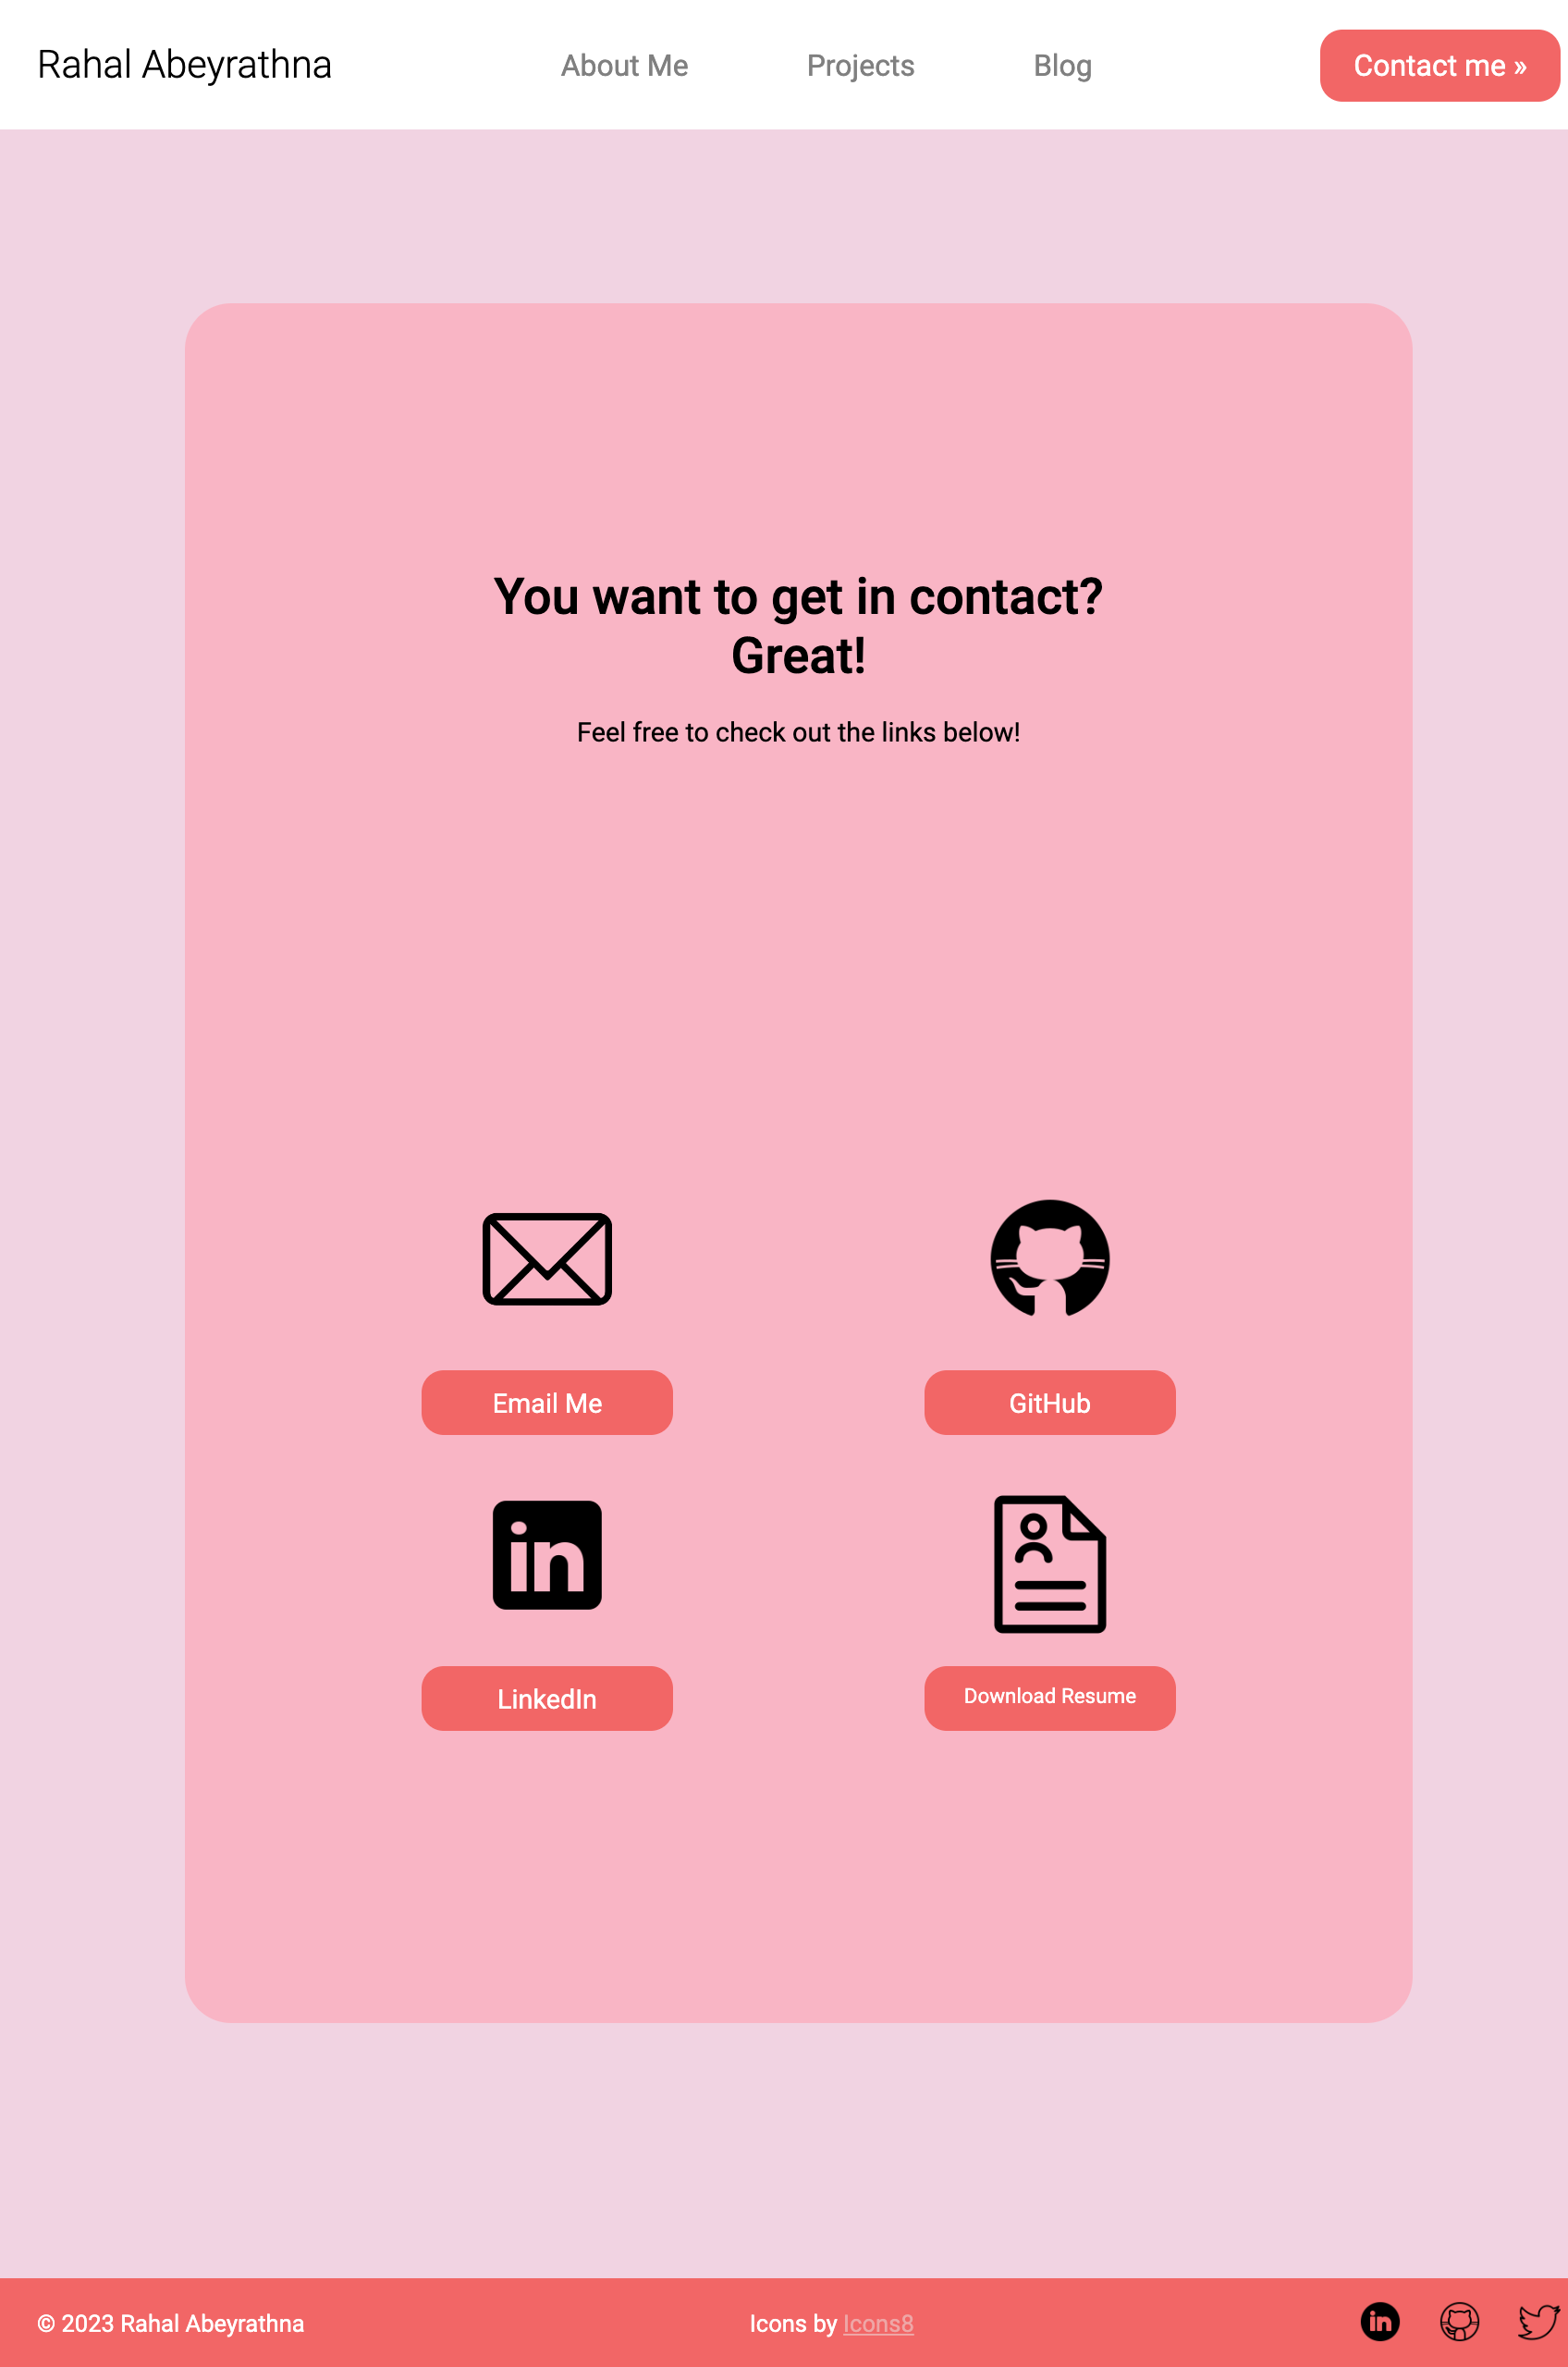 Rahal Abeyrathna
About Me
Projects
Blog
Contact me »
You want to get in contact?
Great!
Feel free to check out the links below!
Email Me
GitHub
in
LinkedIn
Download Resume
© 2023 Rahal Abeyrathna
Icons by Icons8
in